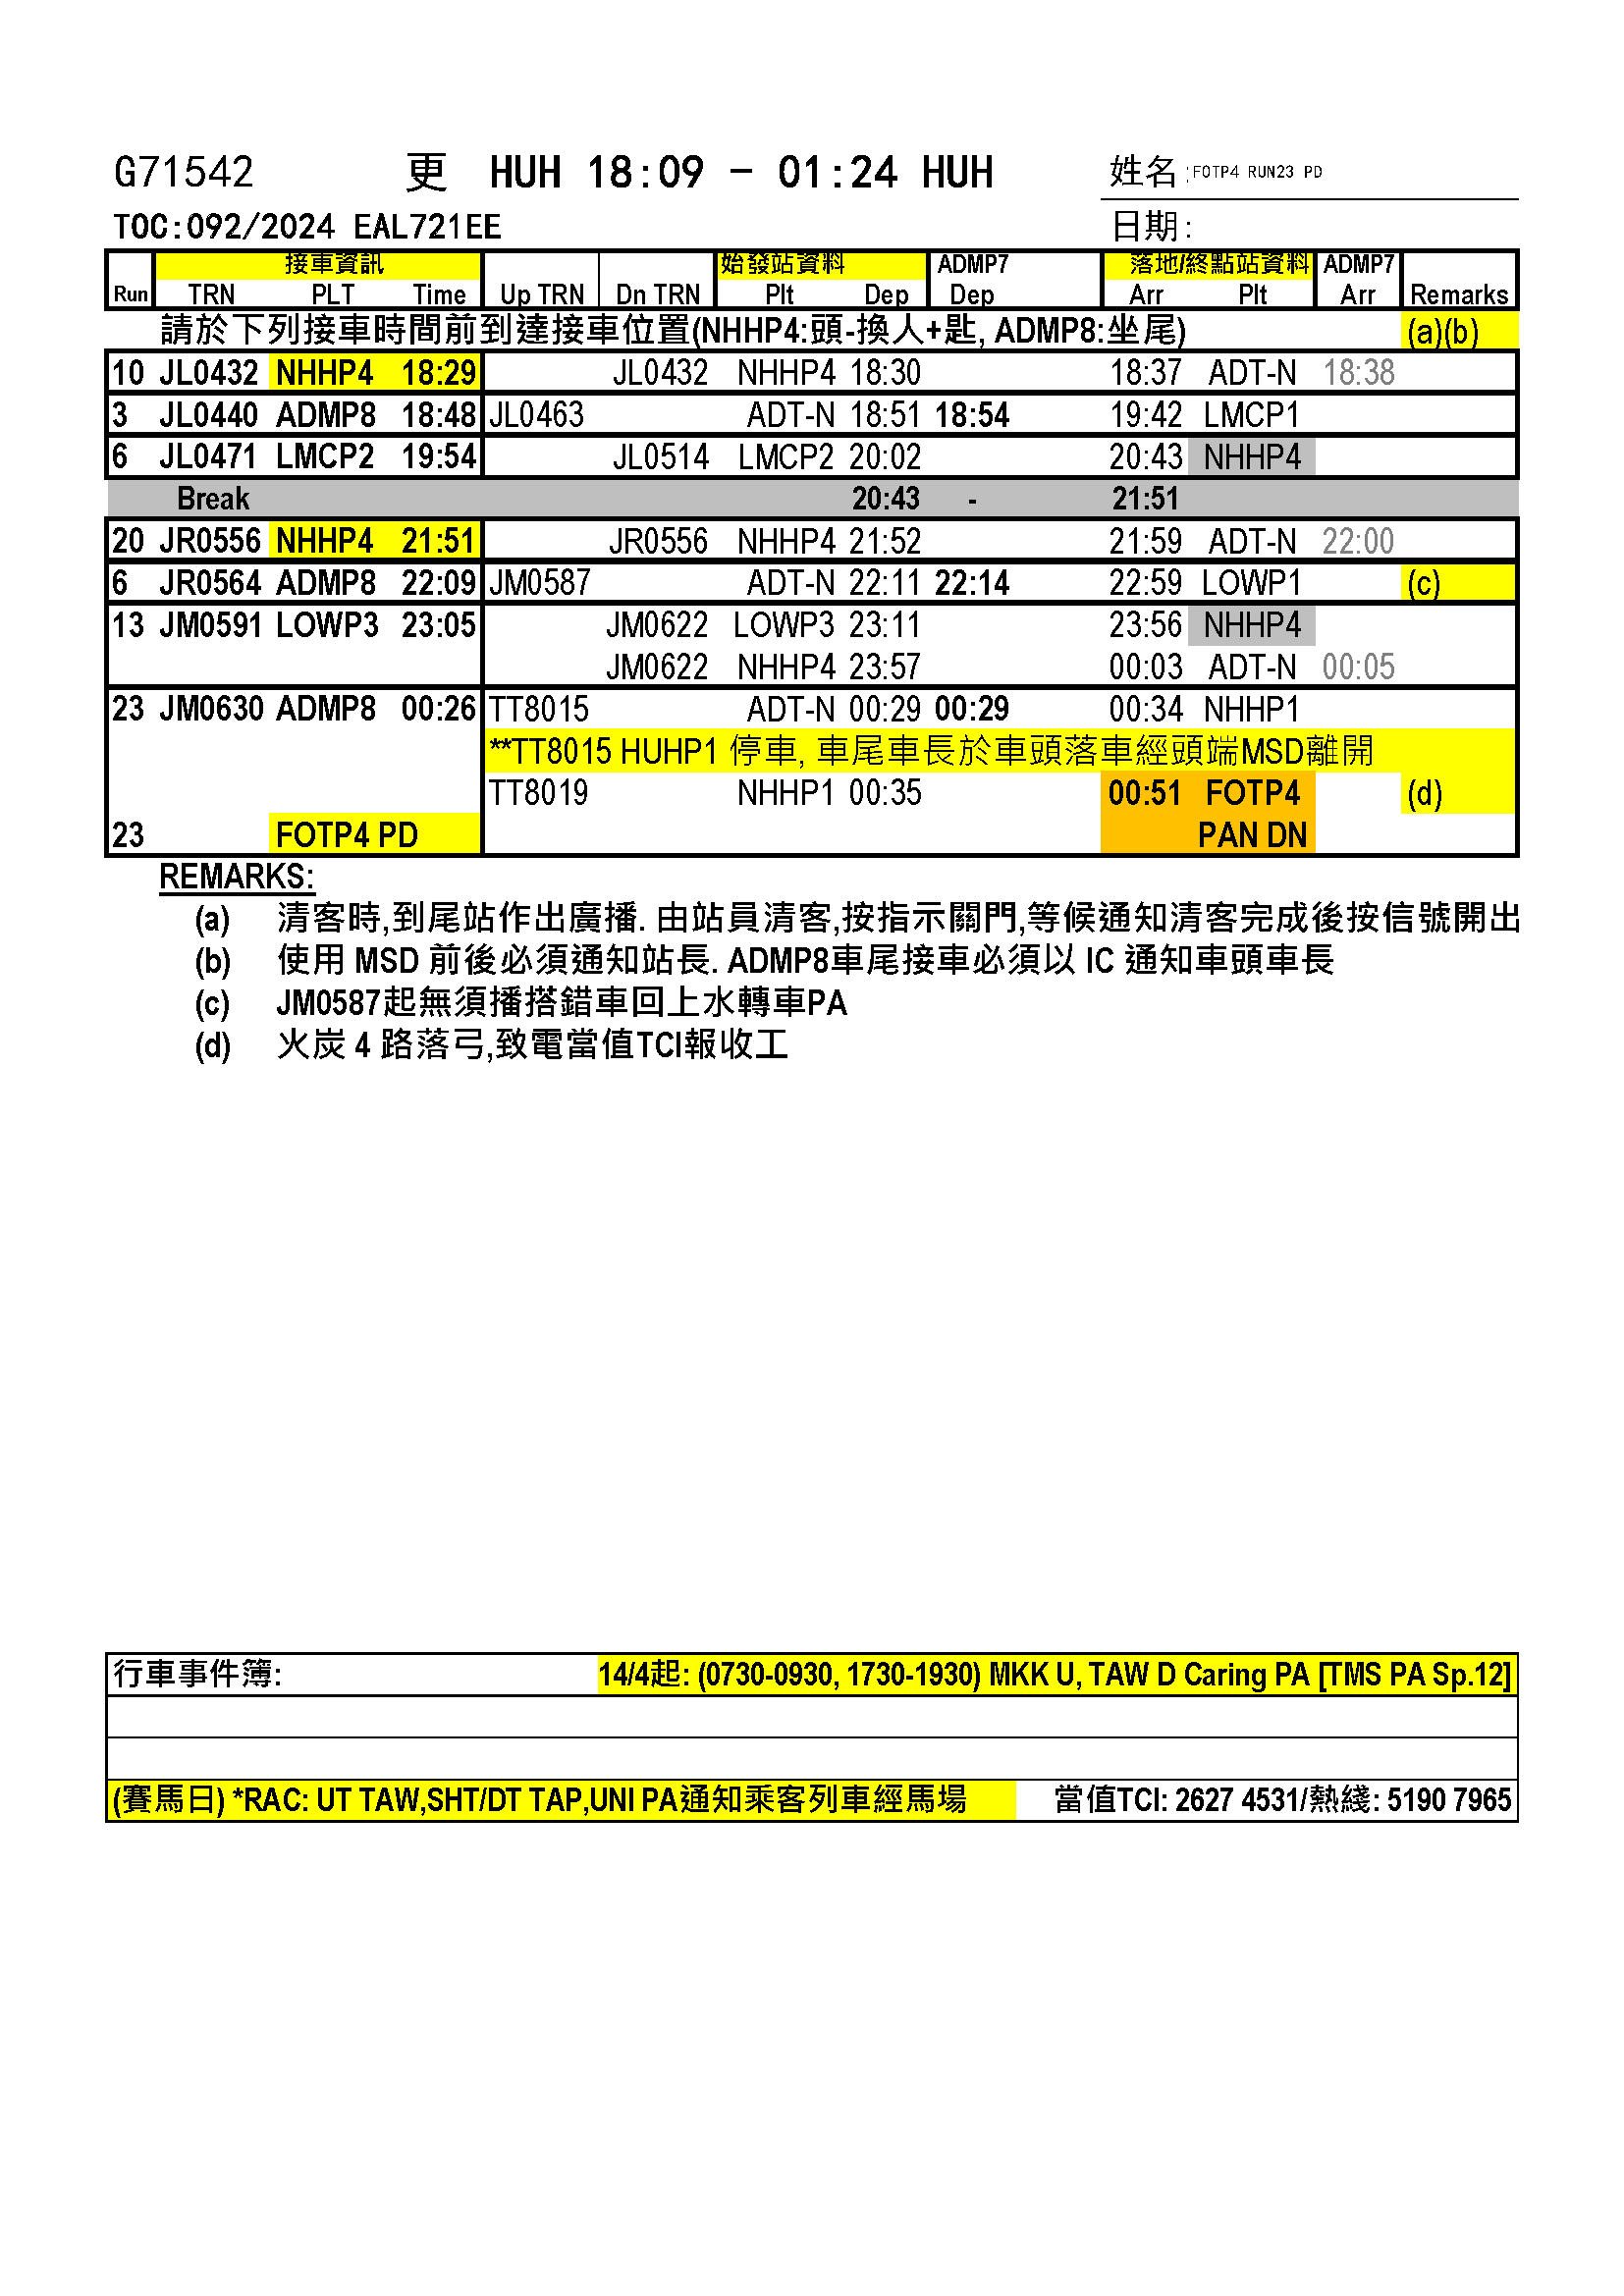 G71542 更 HUH 18:09 - 01:24 HUH 姓名:FOTP4 RUN23 PD
TOC:092/2024 EAL721EE 日期:
接車資訊 始發站資料 ADMP7 落地/終點站資料 ADMP7
Run TRN PLT Time Up TRN Dn TRN Plt Dep Dep Arr Plt Arr Remarks
請於下列接車時間前到達接車位置(NHHP4:頭-換人+匙, ADMP8:坐尾) (a)(b)
10 JL0432 NHHP4 18:29 JL0432 NHHP4 18:30 18:37 ADT-N 18:38
3 JL0440 ADMP8 18:48 JL0463 ADT-N 18:51 18:54 19:42 LMCP1
6 JL0471 LMCP2 19:54 JL0514 LMCP2 20:02 20:43 NHHP4
Break 20:43 - 21:51
20 JR0556 NHHP4 21:51 JR0556 NHHP4 21:52 21:59 ADT-N 22:00
6 JR0564 ADMP8 22:09 JM0587 ADT-N 22:11 22:14 22:59 LOWP1 (c)
13 JM0591 LOWP3 23:05 JM0622 LOWP3 23:11 23:56 NHHP4
JM0622 NHHP4 23:57 00:03 ADT-N 00:05
23 JM0630 ADMP8 00:26 TT8015 ADT-N 00:29 00:29 00:34 NHHP1
**TT8015 HUHP1 停車, 車尾車長於車頭落車經頭端MSD離開
TT8019 NHHP1 00:35 00:51 FOTP4 (d)
23 FOTP4 PD PAN DN
REMARKS:
(a) 清客時,到尾站作出廣播. 由站員清客,按指示關門,等候通知清客完成後按信號開出
(b) 使用 MSD 前後必須通知站長. ADMP8車尾接車必須以 IC 通知車頭車長
(c) JM0587起無須播搭錯車回上水轉車PA
(d) 火炭 4 路落弓,致電當值TCI報收工
行車事件簿: 14/4起: (0730-0930, 1730-1930) MKK U, TAW D Caring PA [TMS PA Sp.12]
(賽馬日) *RAC: UT TAW,SHT/DT TAP,UNI PA通知乘客列車經馬場 當值TCI: 2627 4531/熱綫: 5190 7965